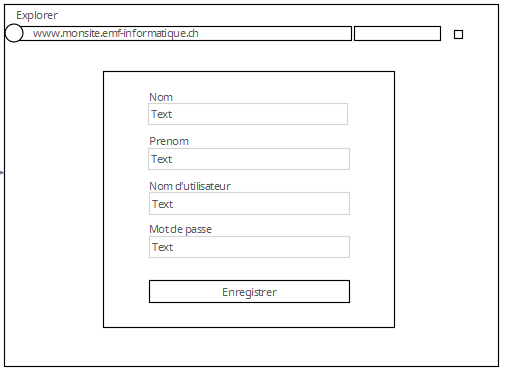 Explorer
www.monsite.emf-informatique.ch
Nom
Text
Prenom
Text
Nom d'utilisateur
Text
Mot de passe
Text
Enregistrer